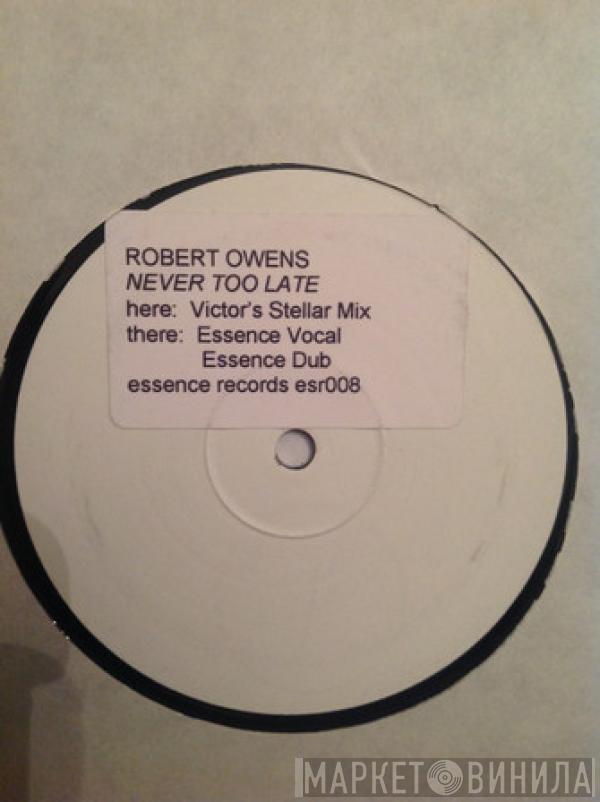 ROBERT OWENS
NEVER TOO LATE
here: Victor's Stellar Mix
there: Essence Vocal
Essence Dub
essence records esr008
МАРКЕТ ВИНИЛА